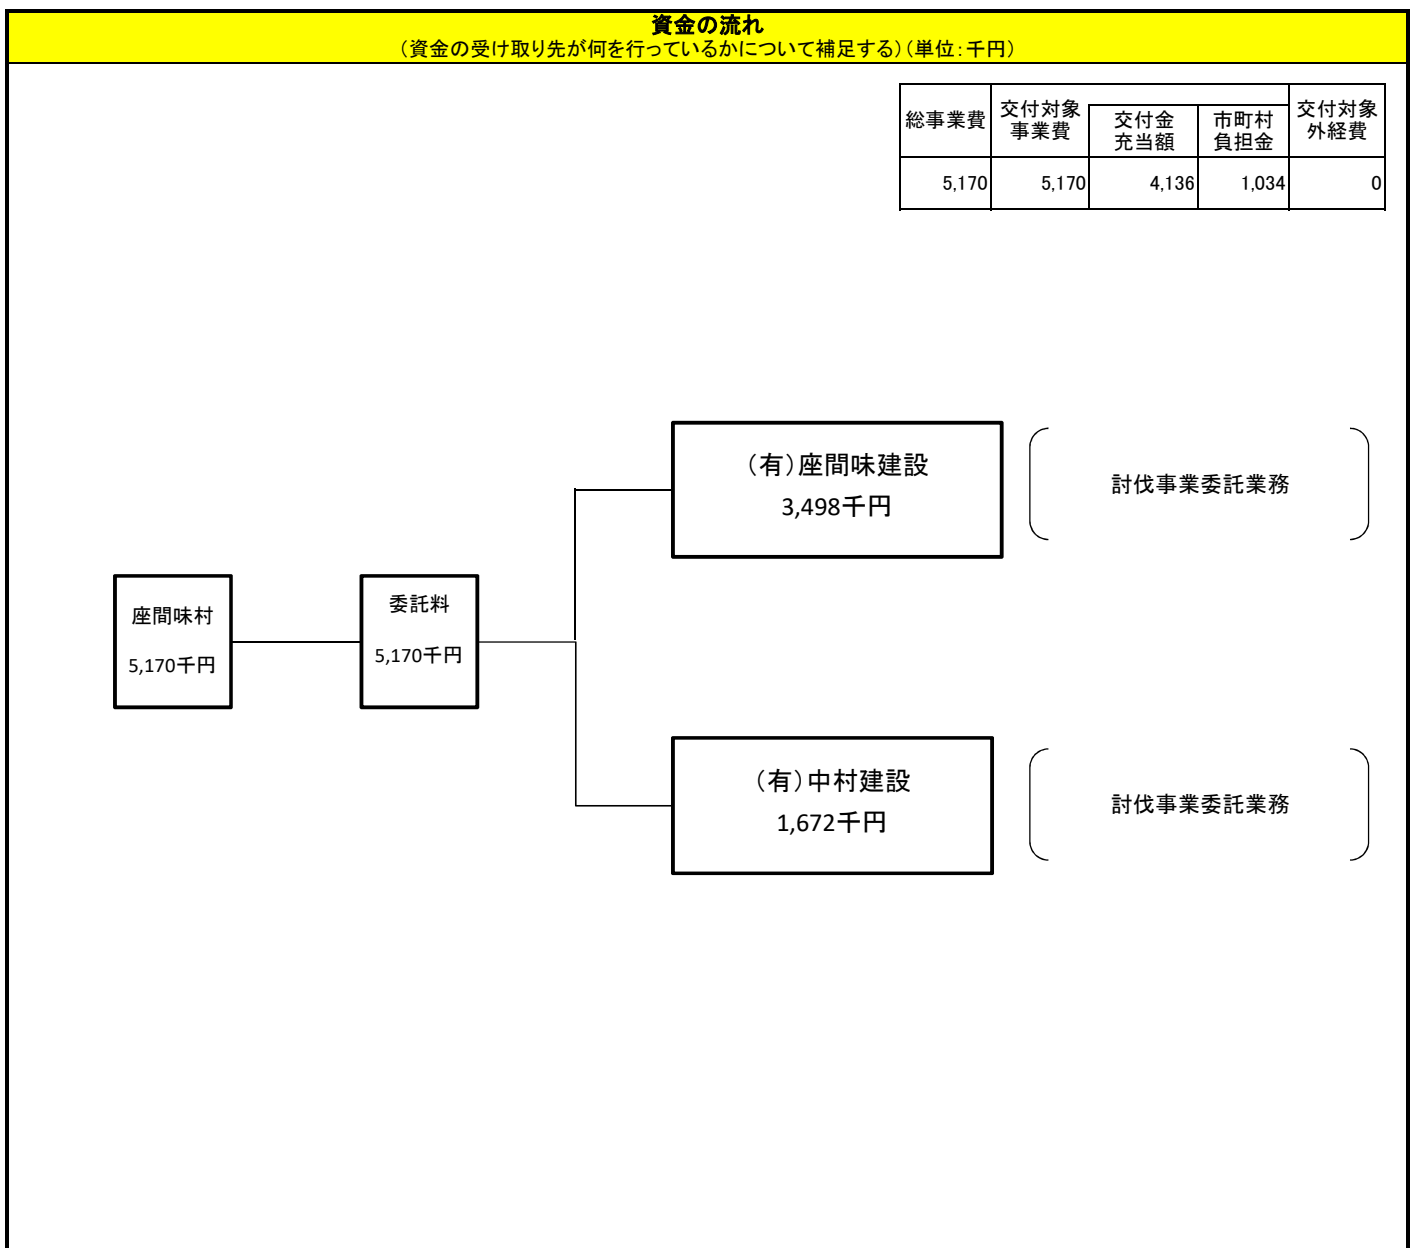 資金の流れ
（資金の受け取り先が何を行っているかについて補足する）（単位：千円）
総事業費
交付対象
事業費
交付金
充当額
市町村
負担金
交付対象
外経費
5,170
5,170
4,136
1,034
0
（有）座間味建設
3,498千円
討伐事業委託業務
座間味村
5,170千円
委託料
5,170千円
（有）中村建設
1,672千円
討伐事業委託業務